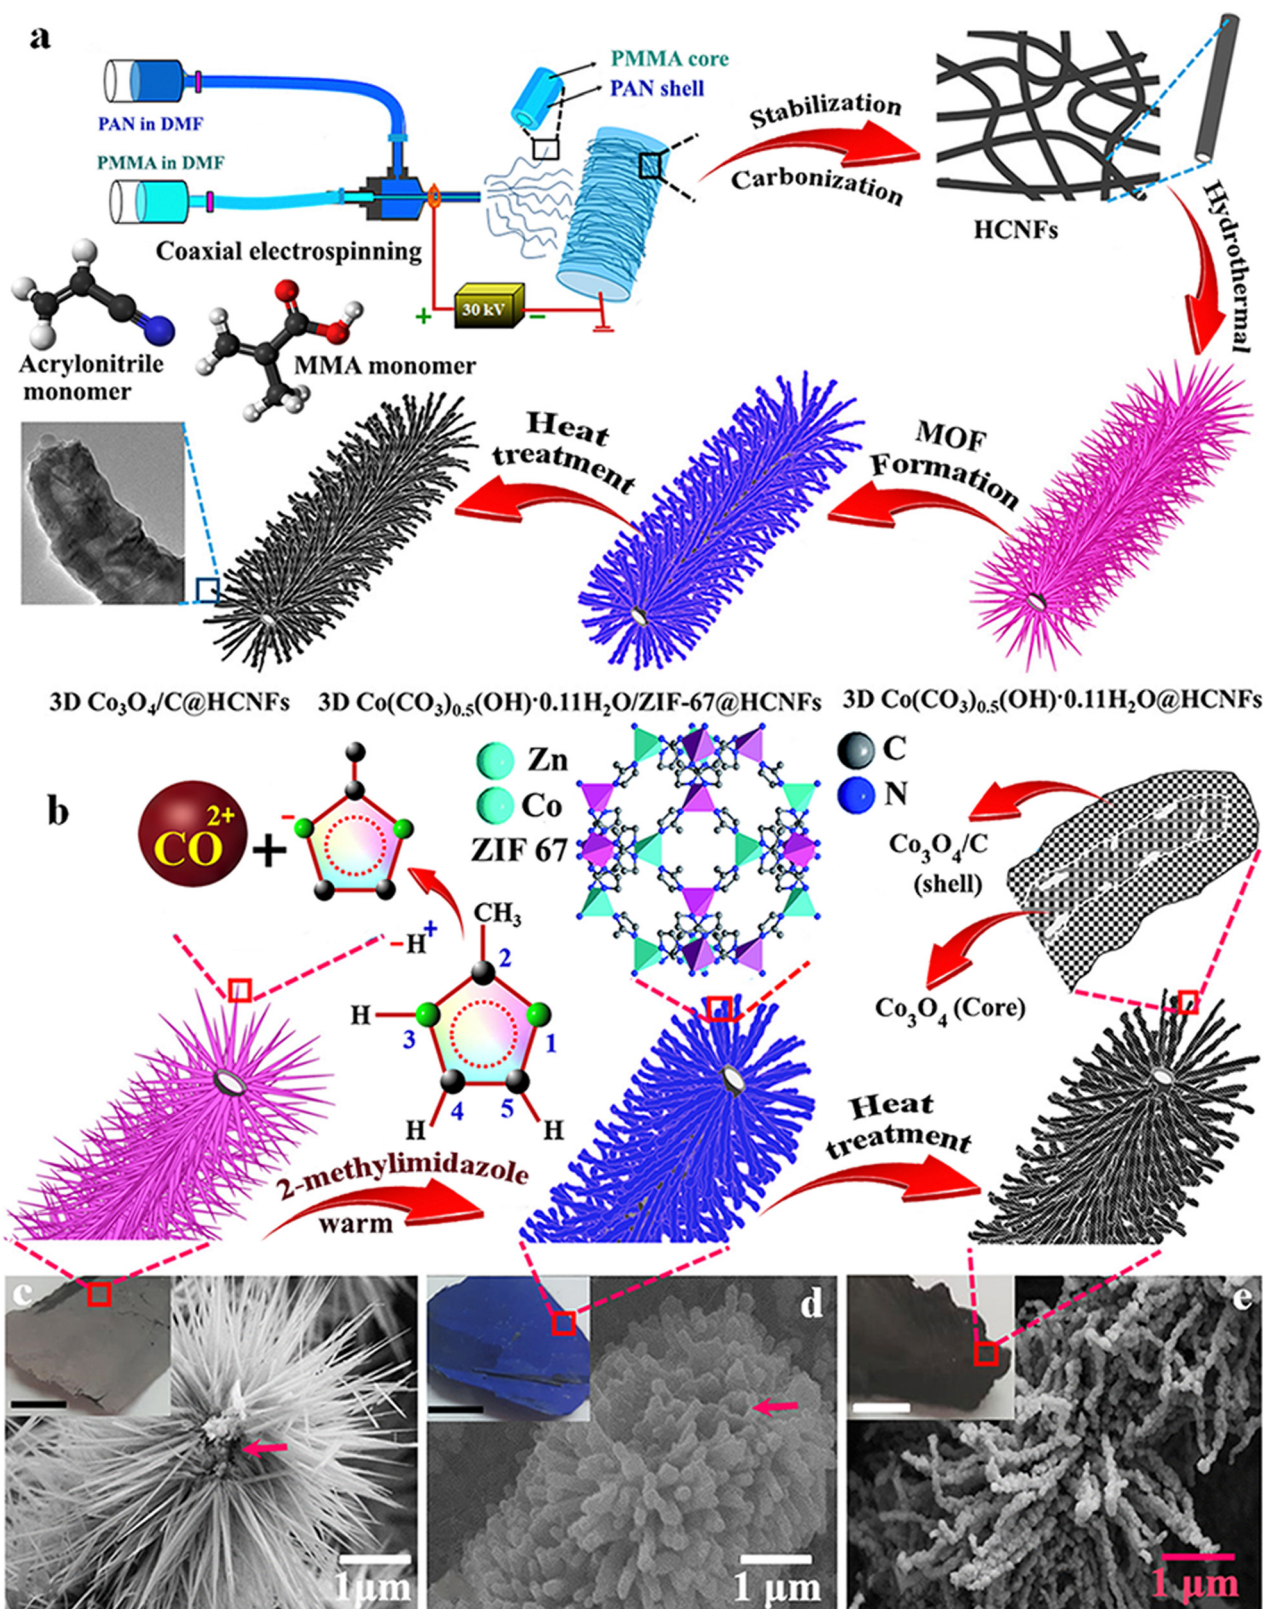 a
PMMA core
PAN shell
PAN in DMF
PMMA in DMF
Stabilization
Carbonization
HCNFs
Coaxial electrospinning
Hydrothermal
+
30 kV
−
Acrylonitrile
monomer
MMA monomer
Heat
treatment
MOF
Formation
3D Co₃O₄/C@HCNFs
3D Co(CO₃)₀.₅(OH)·0.11H₂O/ZIF-67@HCNFs
3D Co(CO₃)₀.₅(OH)·0.11H₂O@HCNFs
b
CO²⁺
+
−
Zn
Co
ZIF 67
C
N
Co₃O₄/C
(shell)
Co₃O₄ (Core)
−H⁺
CH₃
2
H
3
1
4
5
H
H
2-methylimidazole
warm
Heat
treatment
c
1µm
d
1 µm
e
1 µm